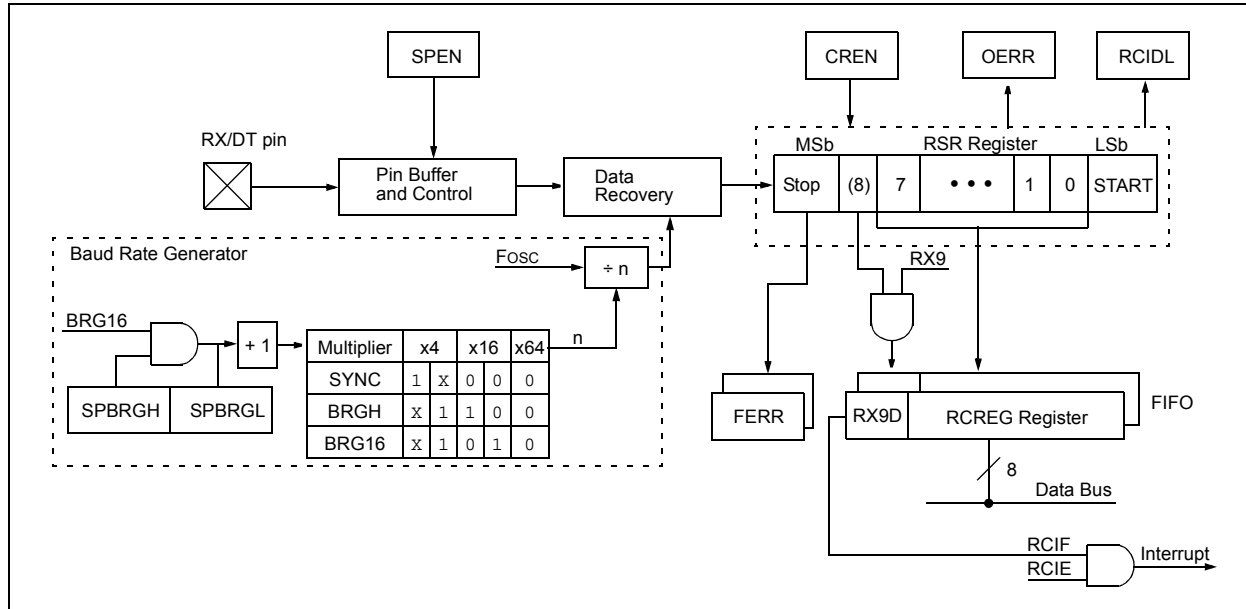 SPEN
CREN
OERR
RCIDL
RX/DT pin
MSb
RSR Register
LSb
Pin Buffer
and Control
Data
Recovery
Stop (8) 7 • • • 1 0 START
Baud Rate Generator
FOSC
÷ n
RX9
BRG16
+ 1
n
Multiplier x4 x16 x64
SYNC 1 X 0 0 0
BRGH X 1 1 0 0
BRG16 X 1 0 1 0
SPBRGH SPBRGL
FERR
RX9D RCREG Register
FIFO
8
Data Bus
RCIF
RCIE
Interrupt